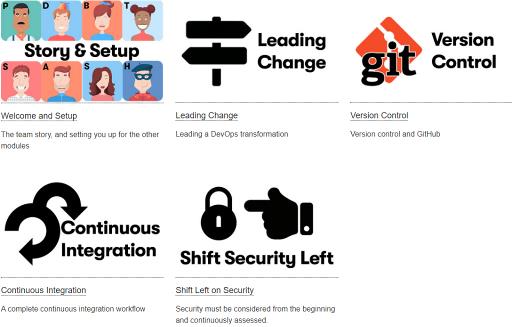 P D B T
Story & Setup
S A S H
Welcome and Setup
The team story, and setting you up for the other
modules
Leading
Change
Leading Change
Leading a DevOps transformation
git
Version
Control
Version Control
Version control and GitHub
Continuous
Integration
Continuous Integration
A complete continuous integration workflow
Shift Security Left
Shift Left on Security
Security must be considered from the beginning
and continuously assessed.